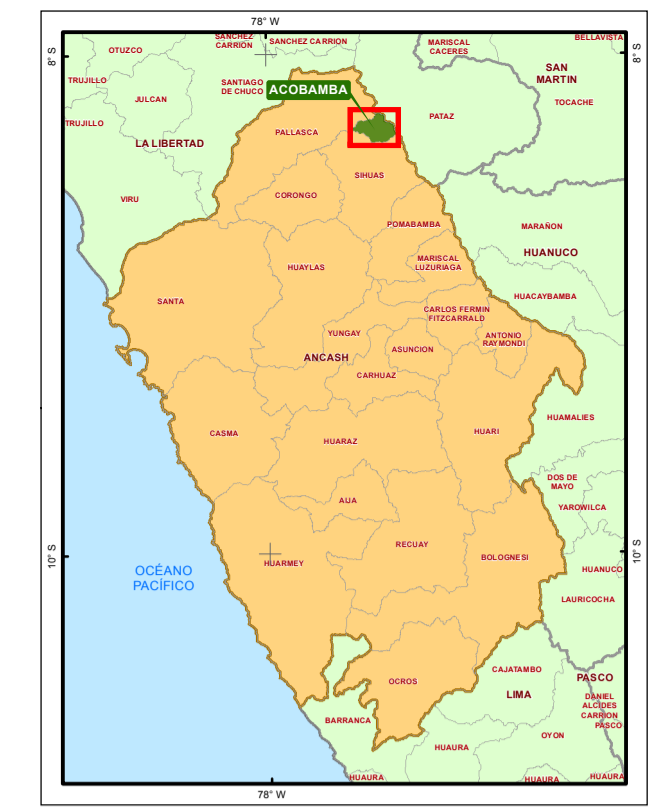 78° W
SANCHEZ
CARRION
SANCHEZ CARRION
MARISCAL
CACERES
BELLAVISTA
OTUZCO
8° S
8° S
TRUJILLO
SANTIAGO
DE CHUCO
ACOBAMBA
SAN
MARTIN
JULCAN
TOCACHE
TRUJILLO
PATAZ
PALLASCA
LA LIBERTAD
SIHUAS
CORONGO
VIRU
POMABAMBA
MARAÑON
HUANUCO
MARISCAL
LUZURIAGA
HUAYLAS
SANTA
HUACAYBAMBA
CARLOS FERMIN
FITZCARRALD
YUNGAY
ANTONIO
RAYMONDI
ASUNCION
ANCASH
CARHUAZ
HUAMALIES
CASMA
HUARAZ
HUARI
DOS DE
MAYO
AIJA
YAROWILCA
RECUAY
BOLOGNESI
10° S
10° S
HUARMEY
OCÉANO
PACÍFICO
HUANUCO
LAURICOCHA
CAJATAMBO
PASCO
OCROS
LIMA
DANIEL
ALCIDES
CARRION
PASCO
BARRANCA
OYON
HUAURA
HUAURA
HUAURA
HUAURA
78° W